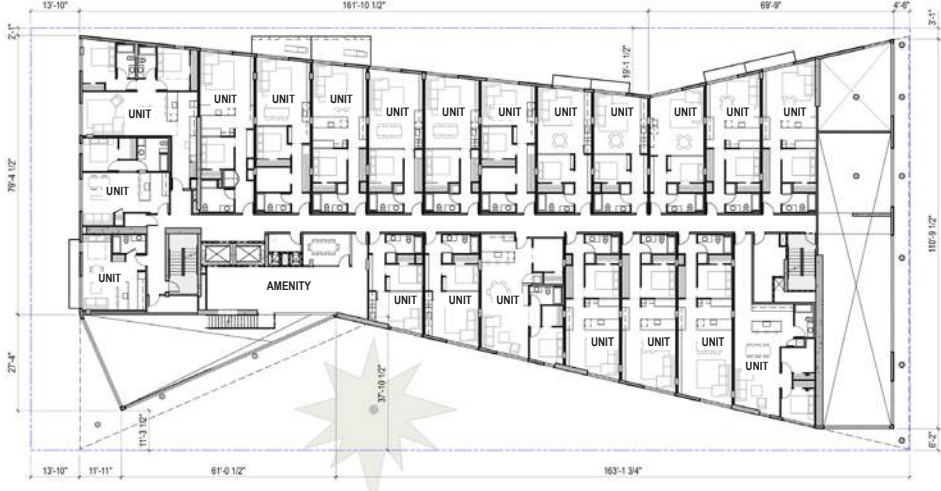 13'-10" 161'-10 1/2" 69'-9" 4'-6"
2'-1"
3'-1"
19'-1 1/2"
UNIT UNIT UNIT UNIT UNIT UNIT UNIT UNIT UNIT UNIT UNIT UNIT
79'-4 1/2"
UNIT
110'-9 1/2"
UNIT
AMENITY
UNIT UNIT UNIT
UNIT UNIT UNIT
UNIT
27'-4"
37'-10 1/2"
11'-3 1/2"
6'-2"
13'-10" 11'-11" 61'-0 1/2" 163'-1 3/4"